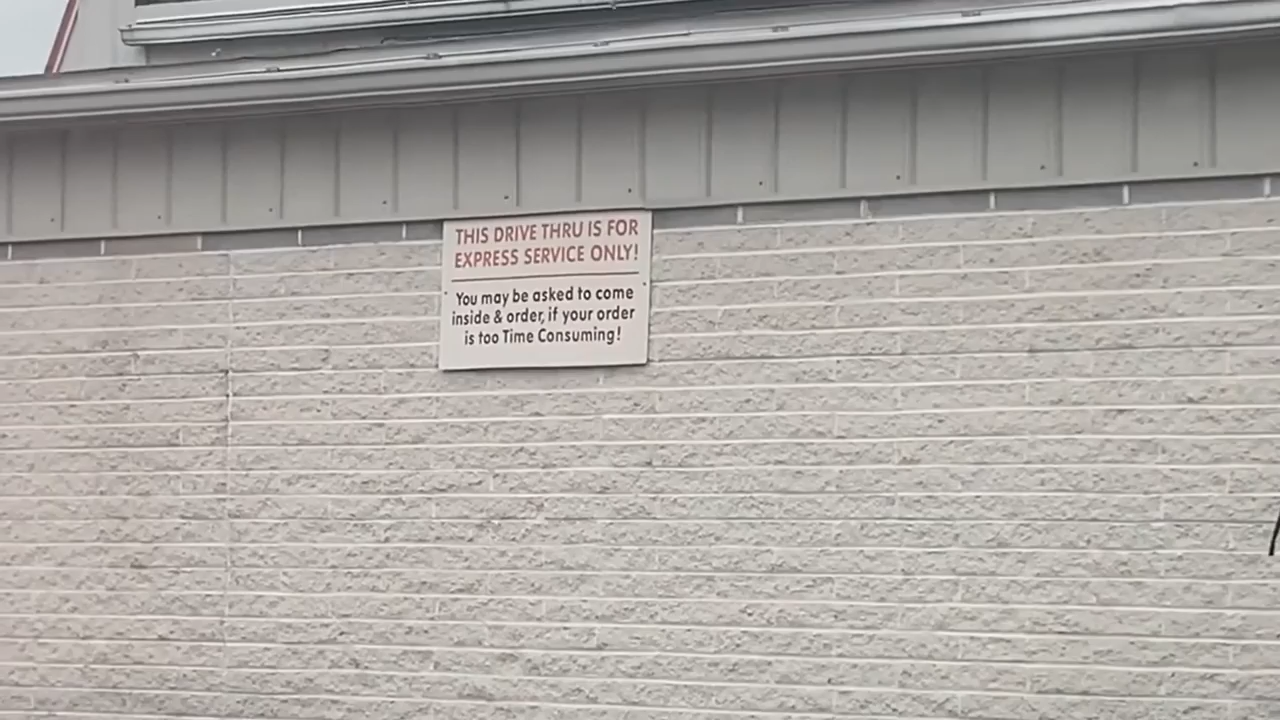 THIS DRIVE THRU IS FOR
EXPRESS SERVICE ONLY!
You may be asked to come
inside & order, if your order
is too Time Consuming!